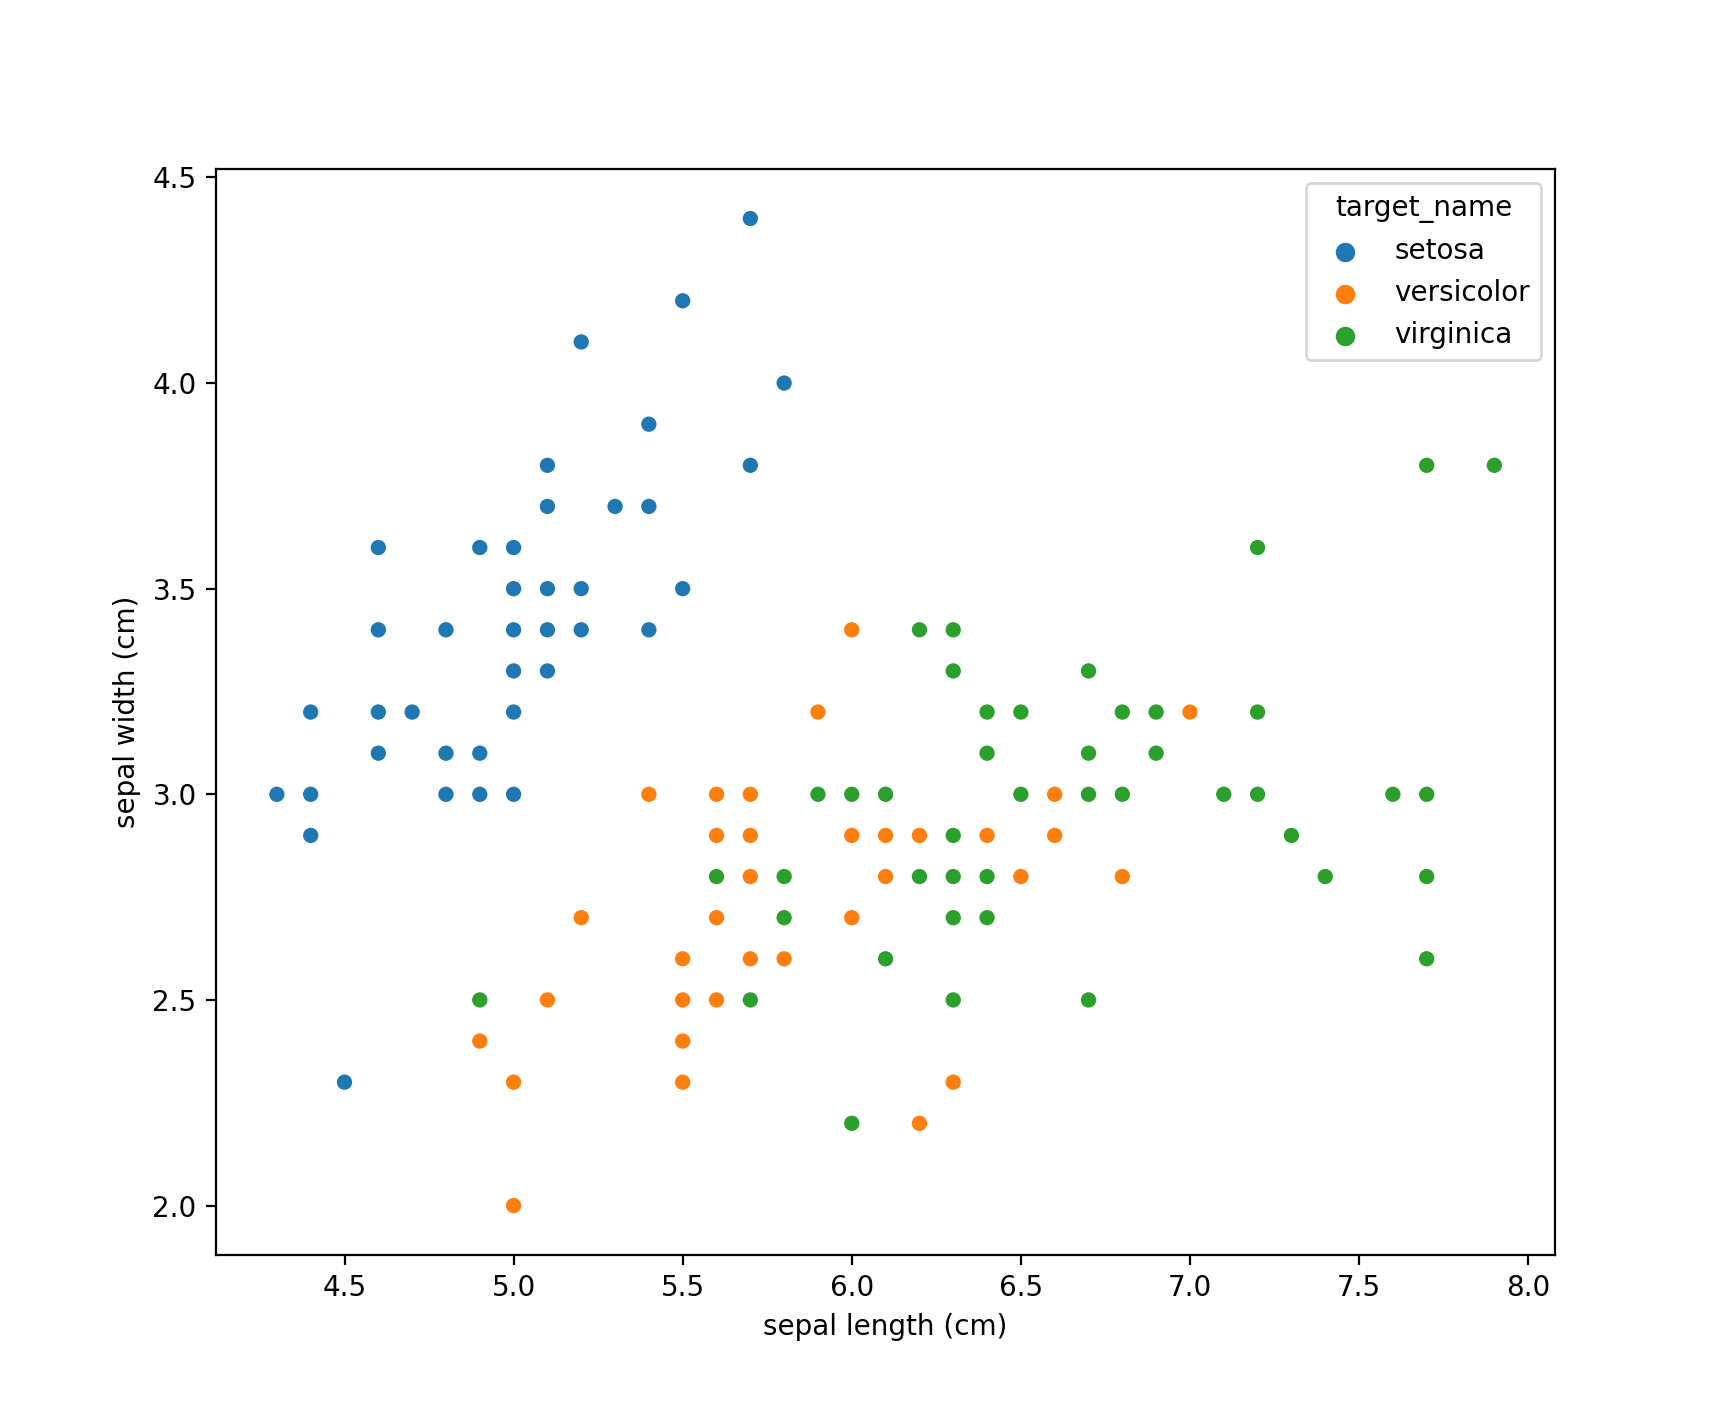 target_name
setosa
versicolor
virginica
4.5
4.0
3.5
3.0
2.5
2.0
sepal width (cm)
4.5 5.0 5.5 6.0 6.5 7.0 7.5 8.0
sepal length (cm)